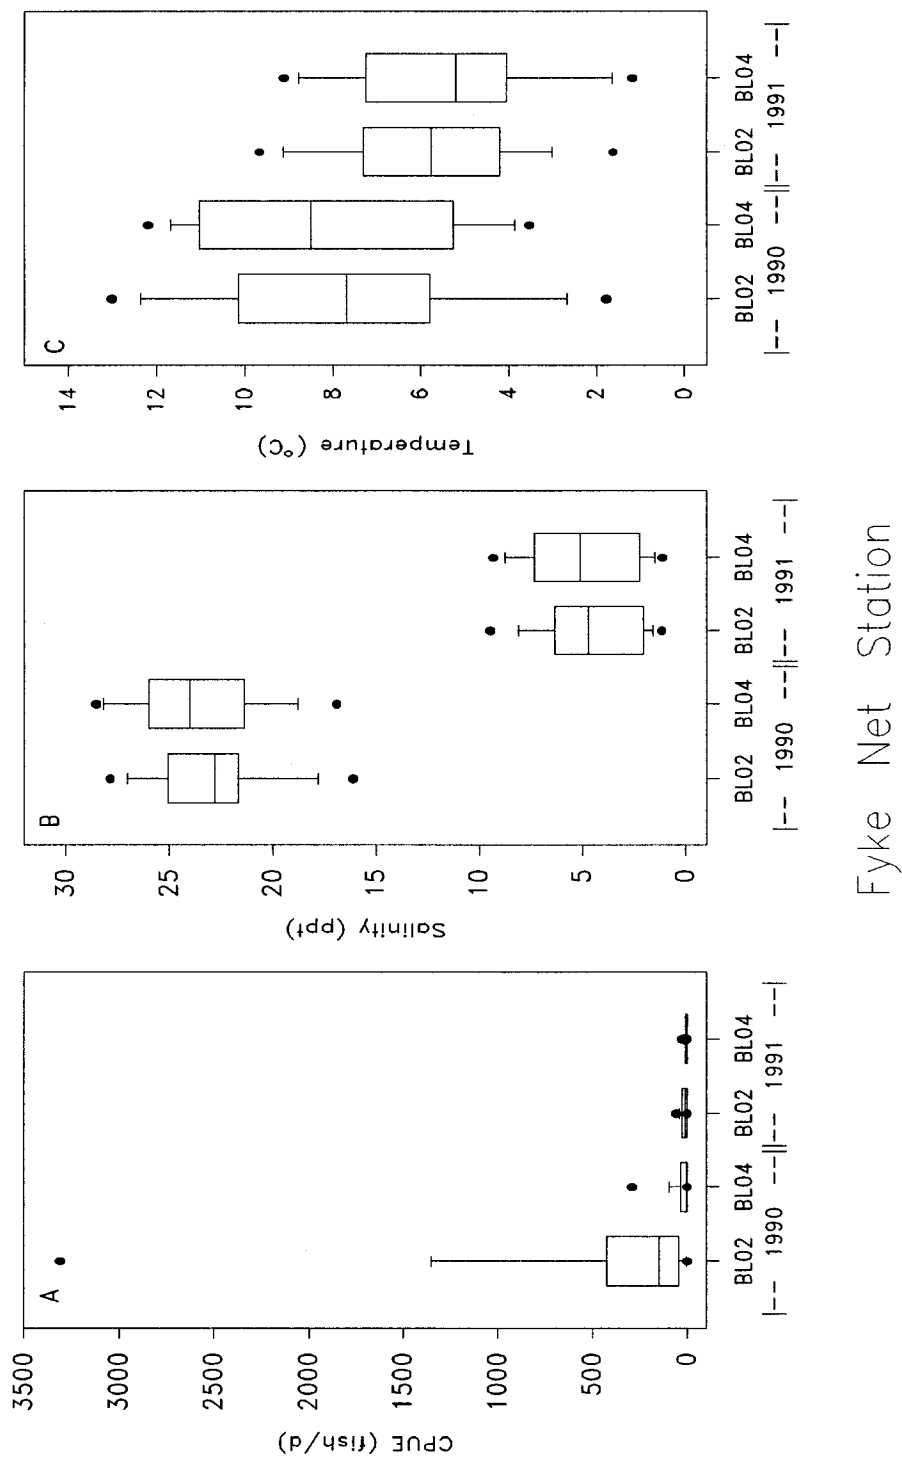 A
CPUE (fish/d)
3500
3000
2500
2000
1500
1000
500
0
BL02 BL04 BL02 BL04
|-- 1990 --||-- 1991 --|
B
Salinity (ppt)
30
25
20
15
10
5
0
BL02 BL04 BL02 BL04
|-- 1990 --||-- 1991 --|
C
Temperature (°C)
14
12
10
8
6
4
2
0
BL02 BL04 BL02 BL04
|-- 1990 --||-- 1991 --|
Fyke Net Station